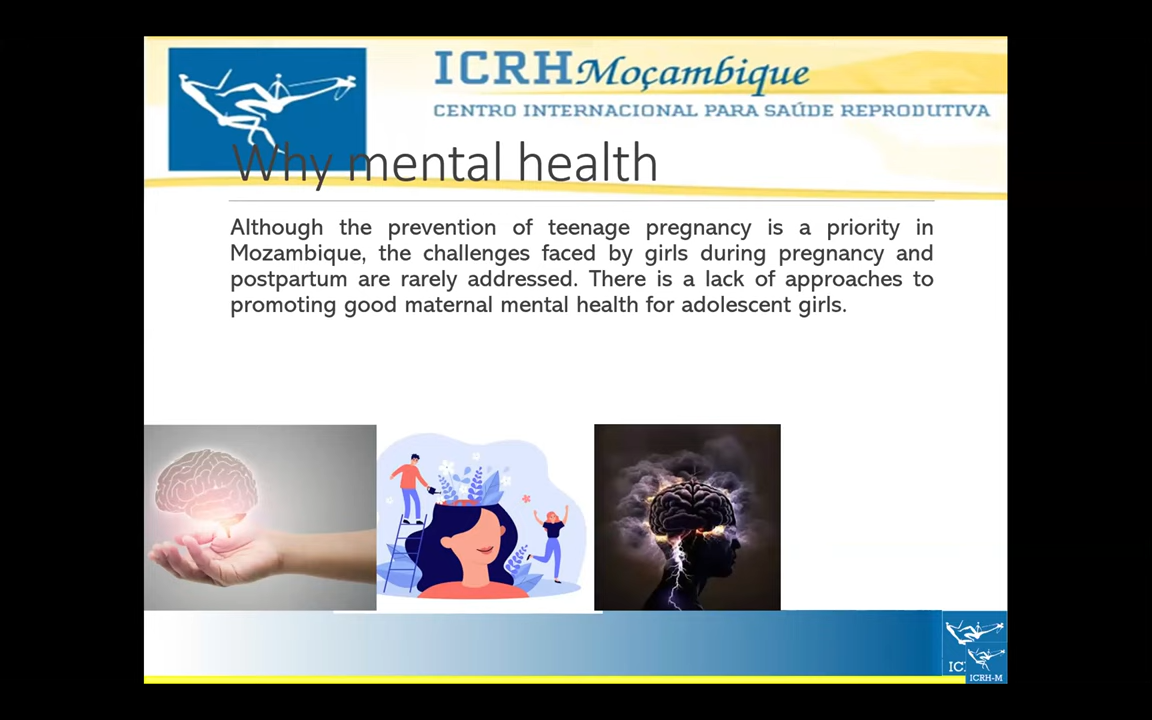 ICRH Moçambique
CENTRO INTERNACIONAL PARA SAÚDE REPRODUTIVA
Why mental health
Although the prevention of teenage pregnancy is a priority in
Mozambique, the challenges faced by girls during pregnancy and
postpartum are rarely addressed. There is a lack of approaches to
promoting good maternal mental health for adolescent girls.
IC
ICRH-M